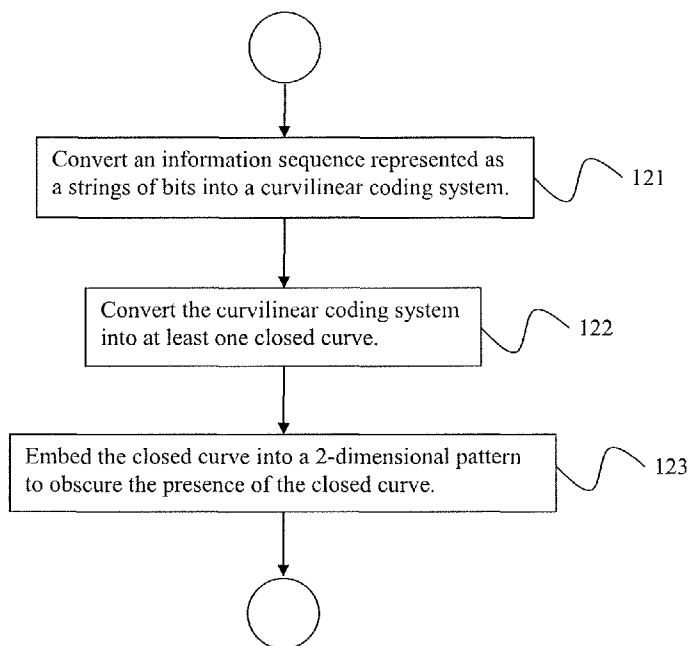 Convert an information sequence represented as
a strings of bits into a curvilinear coding system.
121
Convert the curvilinear coding system
into at least one closed curve.
122
Embed the closed curve into a 2-dimensional pattern
to obscure the presence of the closed curve.
123